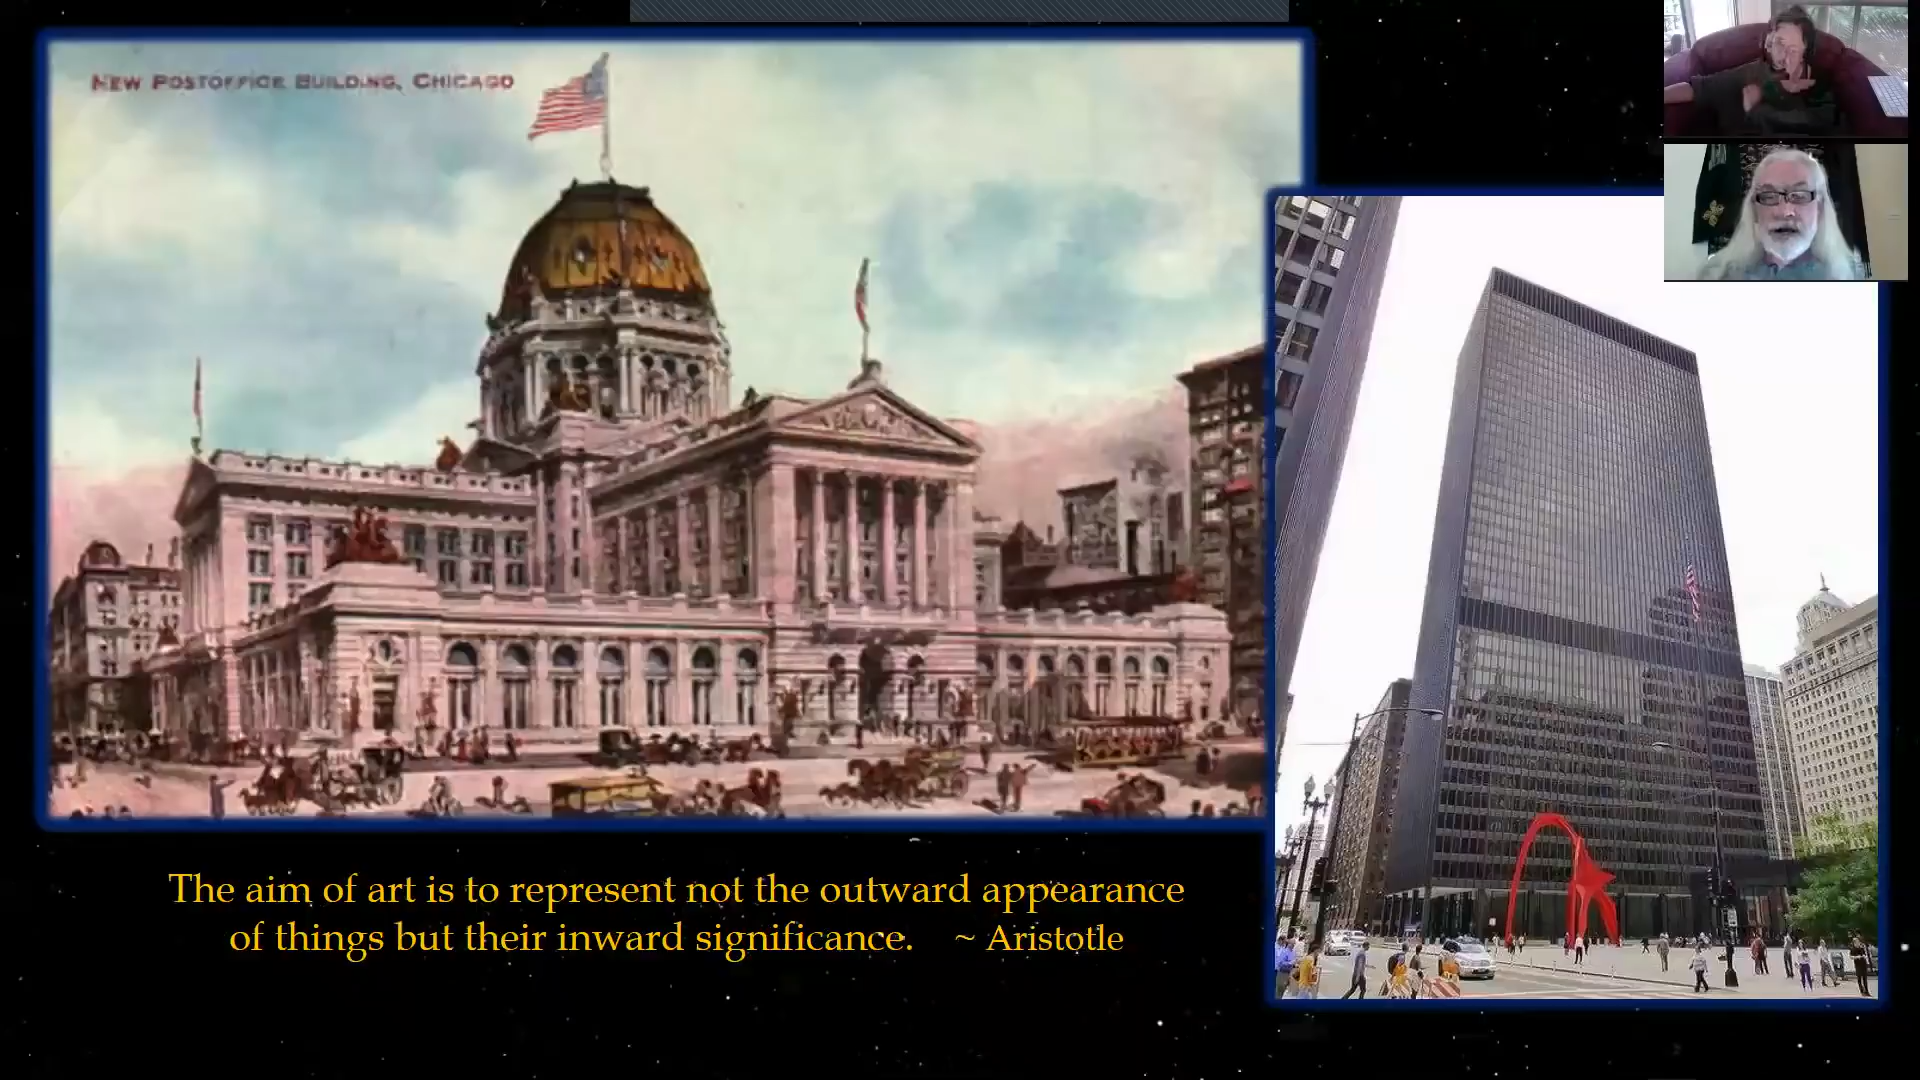 NEW POSTOFFICE BUILDING, CHICAGO
The aim of art is to represent not the outward appearance
of things but their inward significance. ~ Aristotle